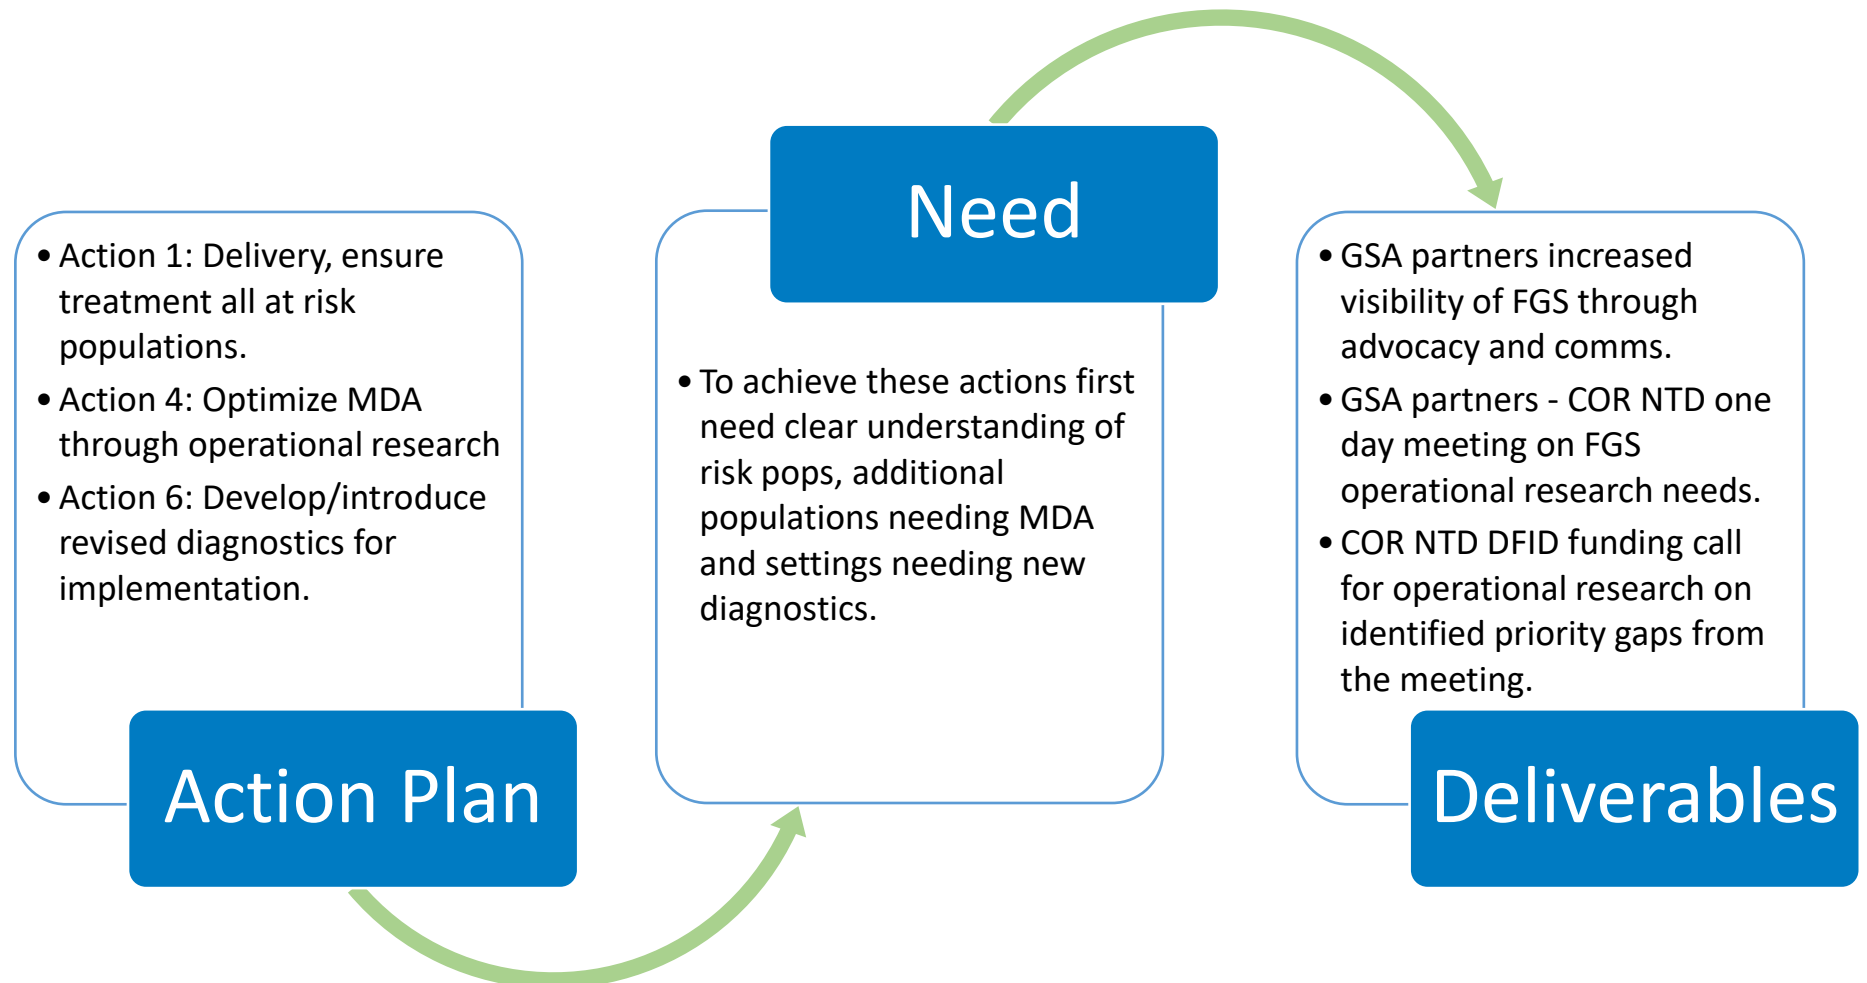 • Action 1: Delivery, ensure
treatment all at risk
populations.
• Action 4: Optimize MDA
through operational research
• Action 6: Develop/introduce
revised diagnostics for
implementation.
Action Plan
Need
• To achieve these actions first
need clear understanding of
risk pops, additional
populations needing MDA
and settings needing new
diagnostics.
• GSA partners increased
visibility of FGS through
advocacy and comms.
• GSA partners - COR NTD one
day meeting on FGS
operational research needs.
• COR NTD DFID funding call
for operational research on
identified priority gaps from
the meeting.
Deliverables